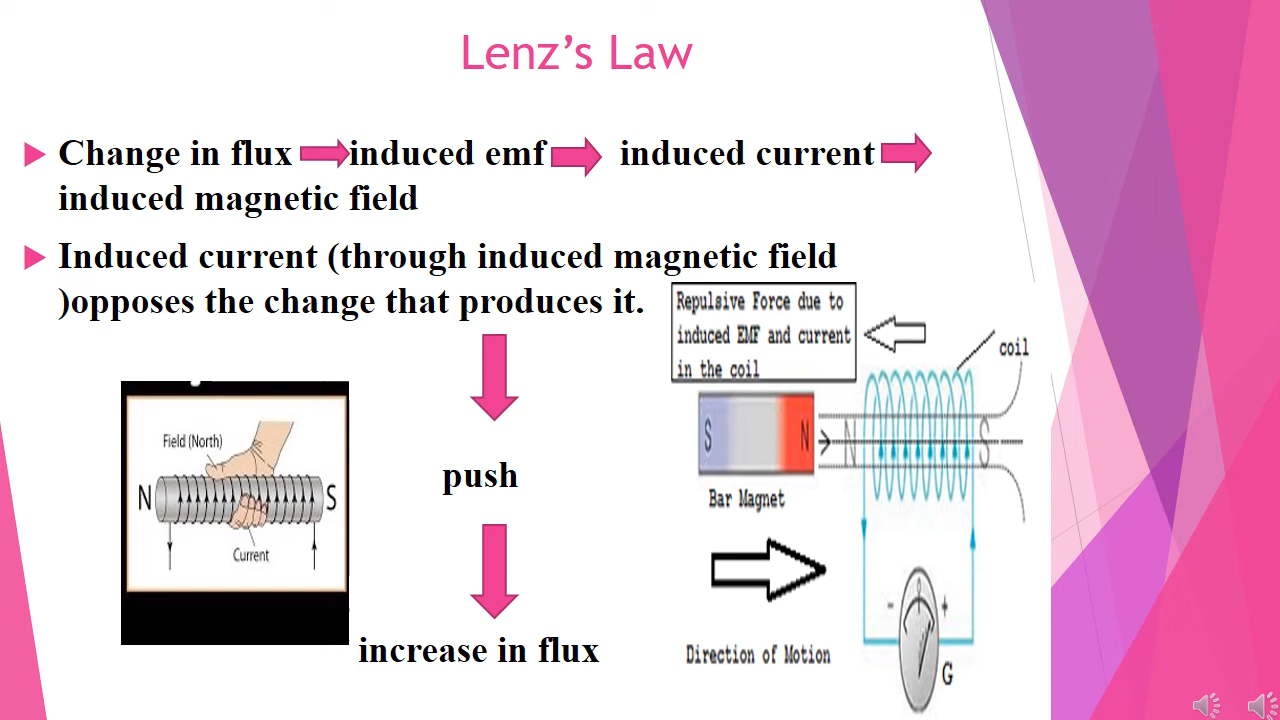 Lenz’s Law
Change in flux induced emf induced current
induced magnetic field
Induced current (through induced magnetic field
)opposes the change that produces it.
Repulsive Force due to
induced EMF and current
in the coil
coil
S N N S
Bar Magnet
Field (North)
N S
Current
push
- 0 +
Direction of Motion
G
increase in flux